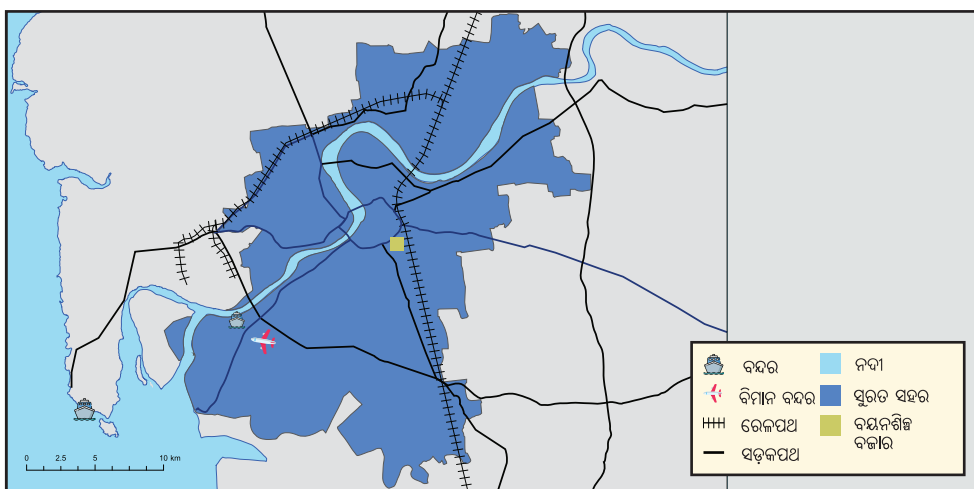 ବନ୍ଦର
ବିମାନ ବନ୍ଦର
ରେଳପଥ
ସଡ଼କପଥ
ନଦୀ
ସୁରତ ସହର
ବୟନଶିଳ୍ପ
ବଜାର
0 2.5 5 10 km